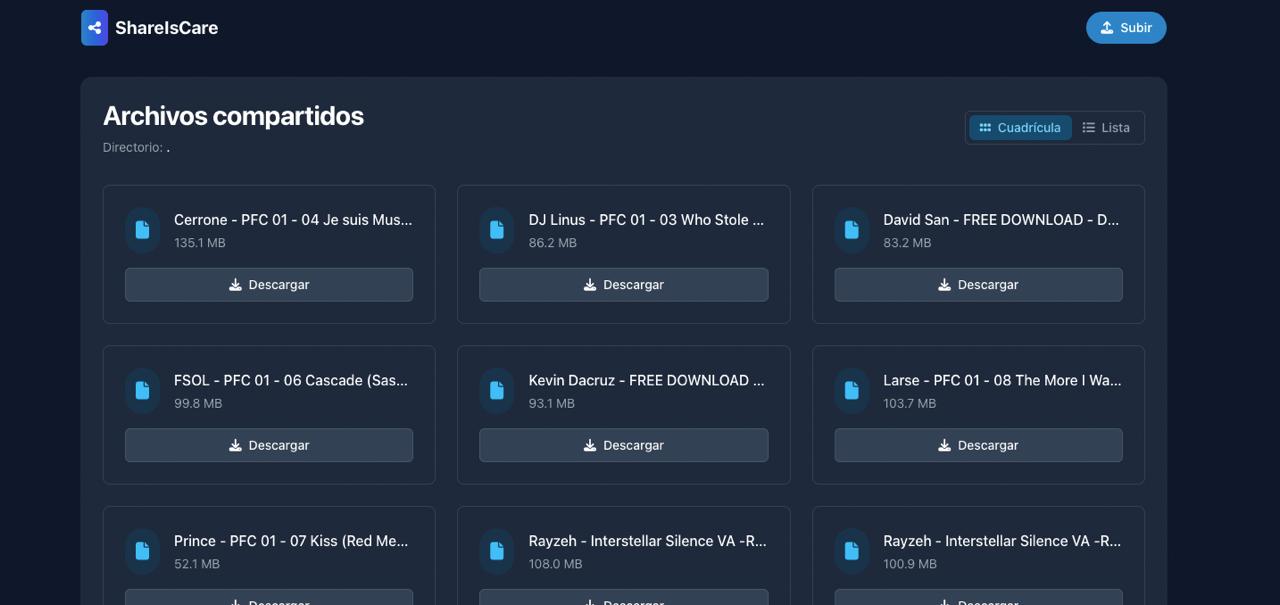 ShareIsCare
Subir
Archivos compartidos
Directorio: .
Cuadrícula
Lista
Cerrone - PFC 01 - 04 Je suis Mus...
135.1 MB
Descargar
DJ Linus - PFC 01 - 03 Who Stole ...
86.2 MB
Descargar
David San - FREE DOWNLOAD - D...
83.2 MB
Descargar
FSOL - PFC 01 - 06 Cascade (Sas...
99.8 MB
Descargar
Kevin Dacruz - FREE DOWNLOAD ...
93.1 MB
Descargar
Larse - PFC 01 - 08 The More I Wa...
103.7 MB
Descargar
Prince - PFC 01 - 07 Kiss (Red Me...
52.1 MB
Descargar
Rayzeh - Interstellar Silence VA -R...
108.0 MB
Descargar
Rayzeh - Interstellar Silence VA -R...
100.9 MB
Descargar